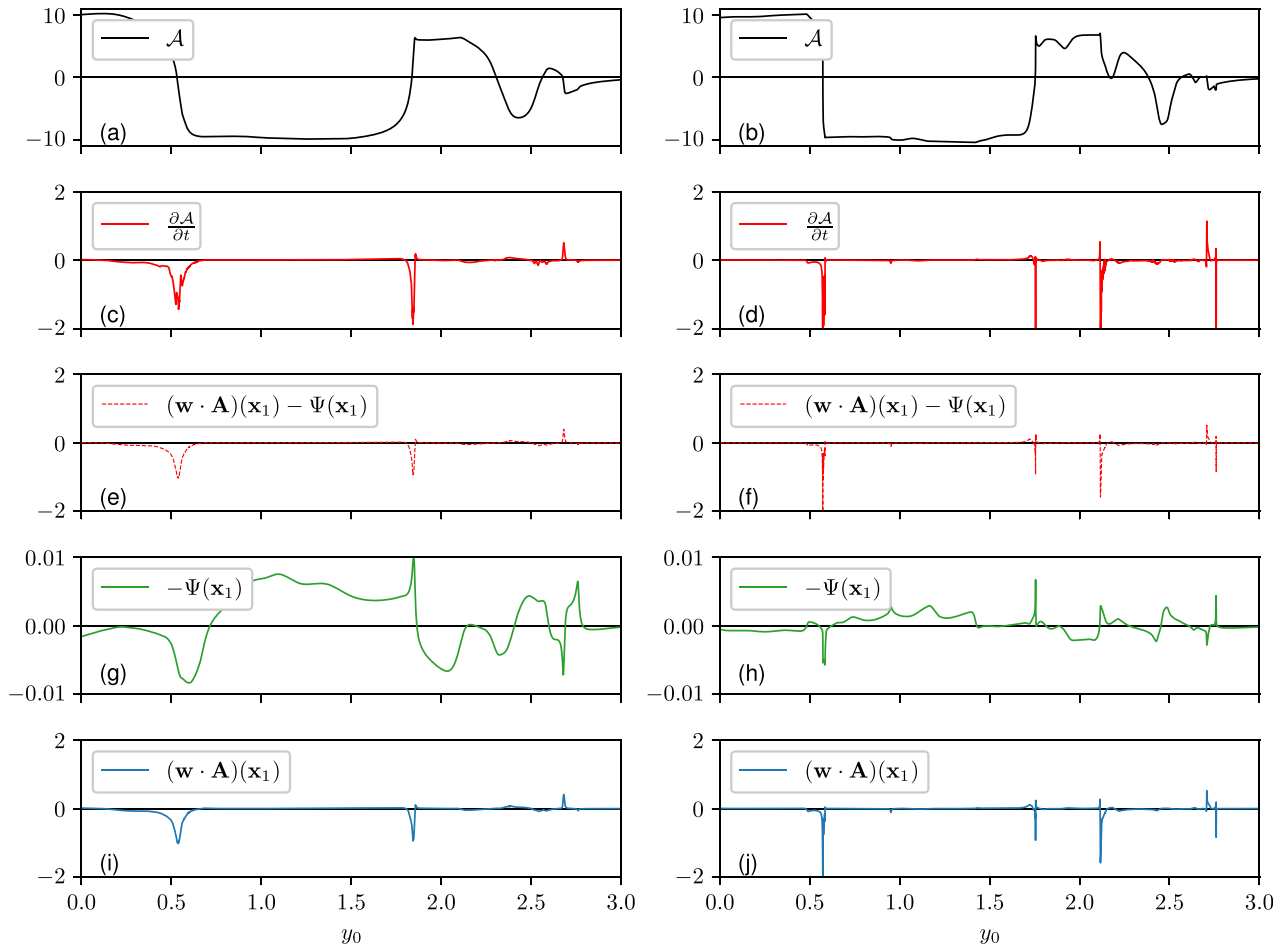 10
0
−10
𝒜
(a)
10
0
−10
𝒜
(b)
2
0
−2
∂𝒜/∂t
(c)
2
0
−2
∂𝒜/∂t
(d)
2
0
−2
(w · A)(x₁) − Ψ(x₁)
(e)
2
0
−2
(w · A)(x₁) − Ψ(x₁)
(f)
0.01
0.00
−0.01
−Ψ(x₁)
(g)
0.01
0.00
−0.01
−Ψ(x₁)
(h)
2
0
−2
(w · A)(x₁)
(i)
0.0 0.5 1.0 1.5 2.0 2.5 3.0
y₀
2
0
−2
(w · A)(x₁)
(j)
0.0 0.5 1.0 1.5 2.0 2.5 3.0
y₀